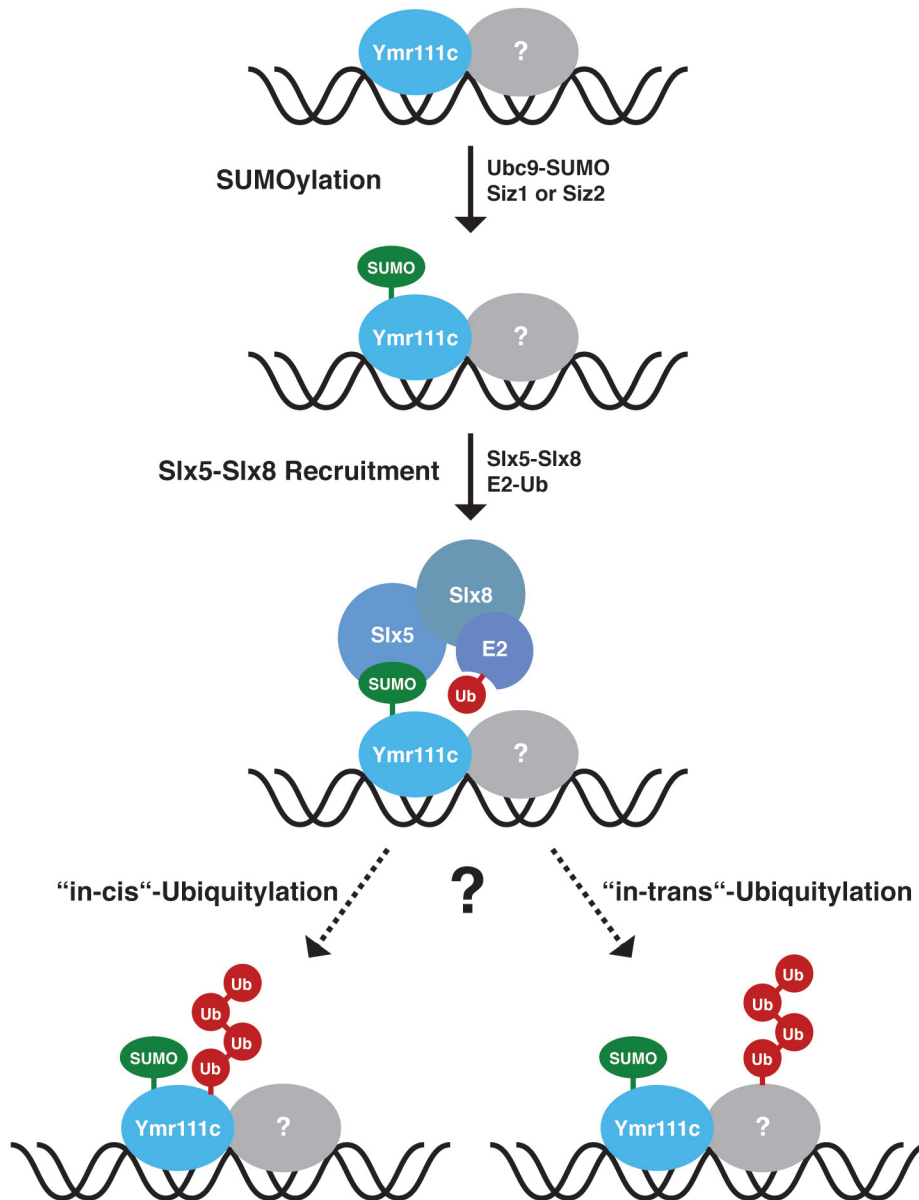 Ymr111c ?
SUMOylation
Ubc9-SUMO
Siz1 or Siz2
SUMO
Ymr111c ?
Slx5-Slx8 Recruitment
Slx5-Slx8
E2-Ub
Slx8
Slx5
E2
SUMO
Ub
Ymr111c ?
“in-cis“-Ubiquitylation
?
“in-trans“-Ubiquitylation
Ub
Ub
Ub
Ub
SUMO
Ymr111c ?
Ub
Ub
Ub
Ub
SUMO
Ymr111c ?